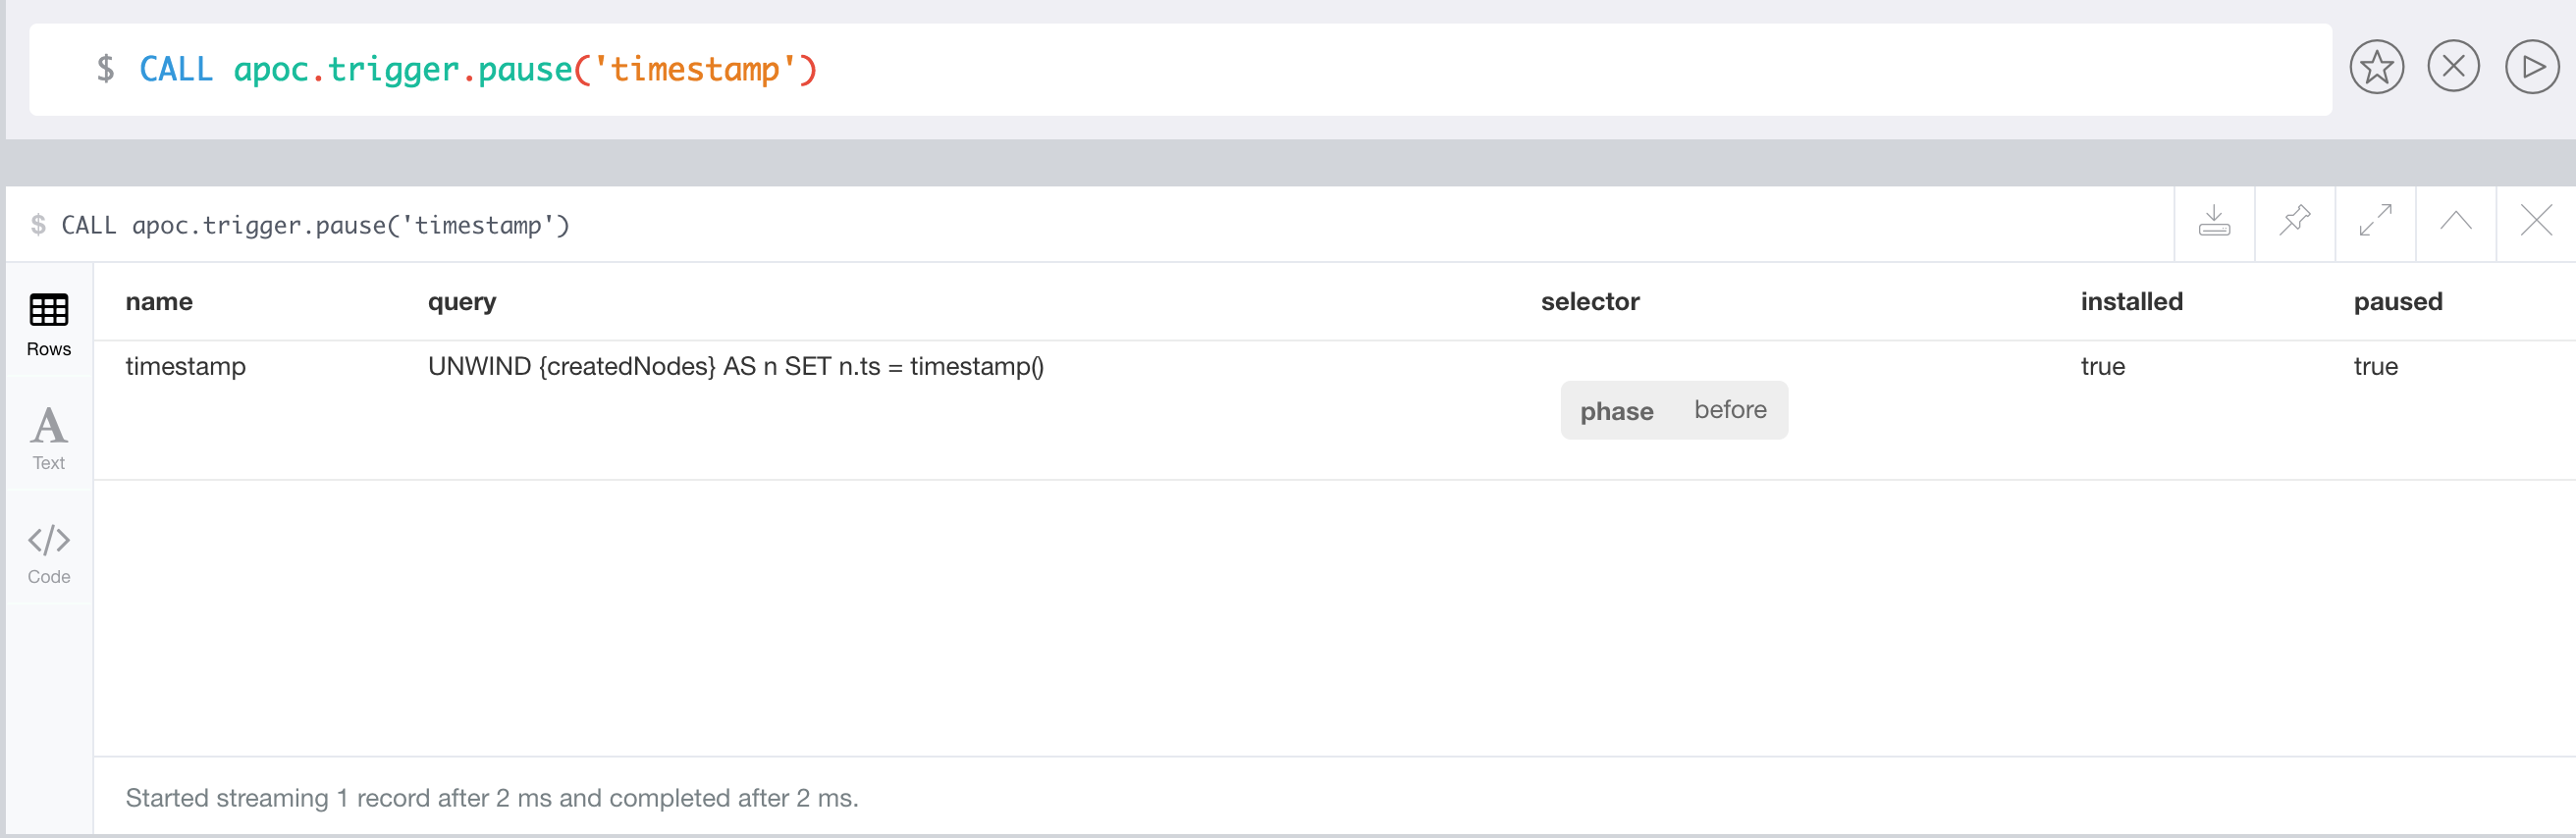 $ CALL apoc.trigger.pause('timestamp')
$ CALL apoc.trigger.pause('timestamp')
name query selector installed paused
Rows
timestamp UNWIND {createdNodes} AS n SET n.ts = timestamp() true true
phase before
A
Text
</>
Code
Started streaming 1 record after 2 ms and completed after 2 ms.